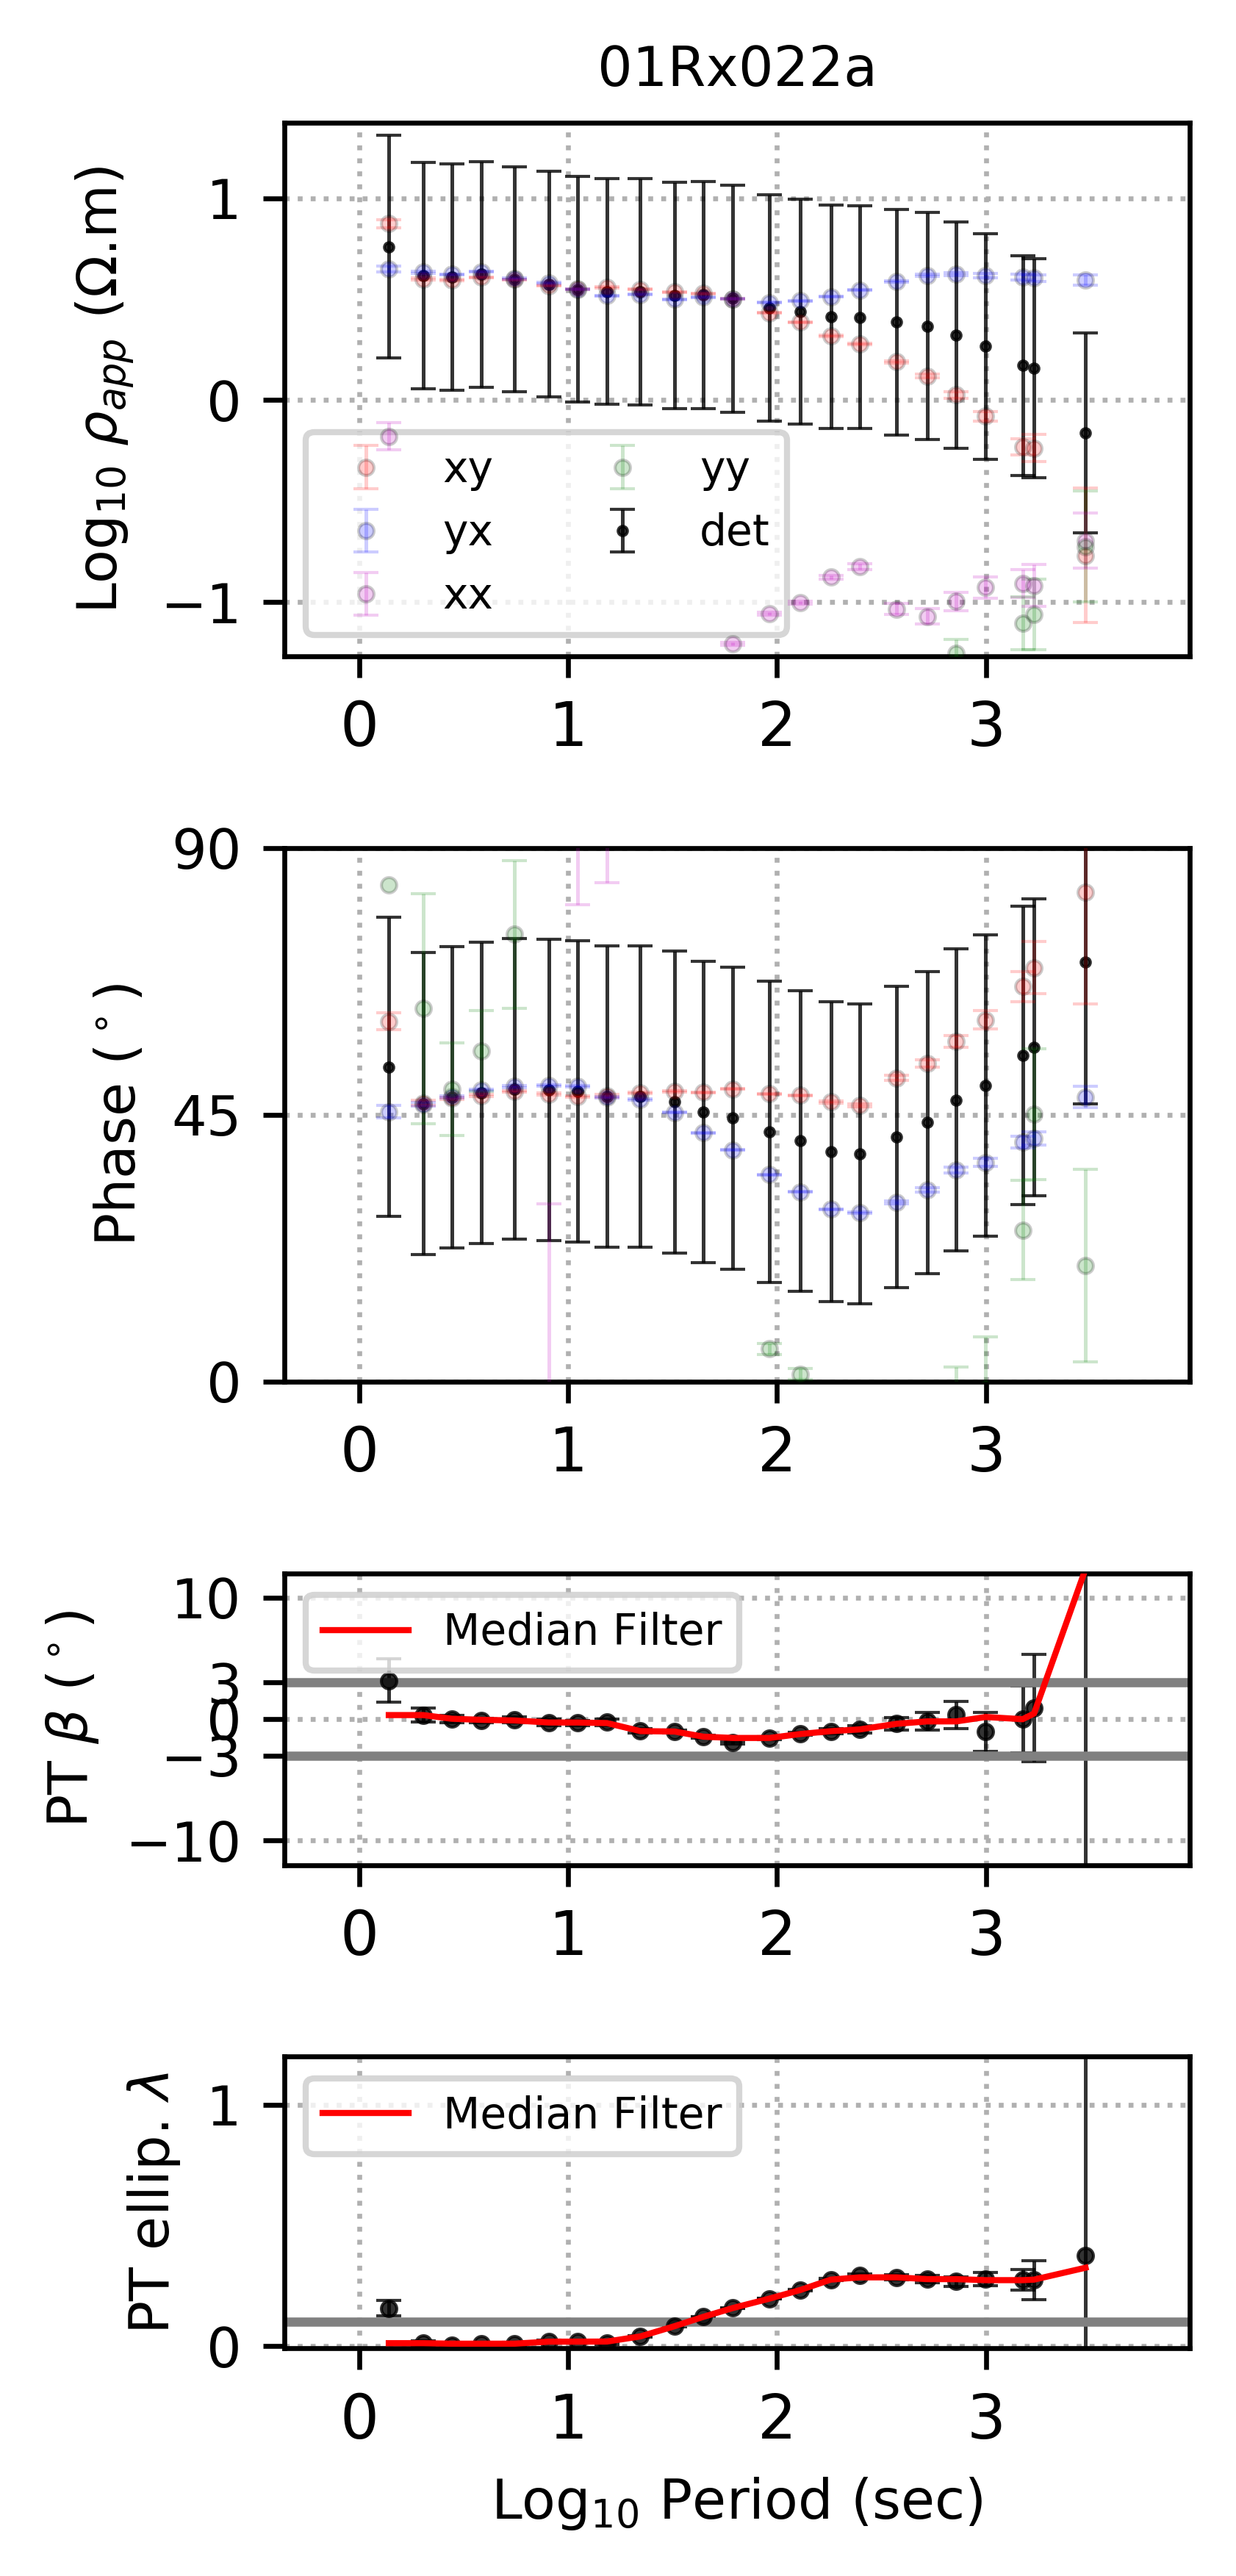 01Rx022a
Log₁₀ ρ_app (Ω.m)
1
0
−1
xy
yy
yx
det
xx
0 1 2 3
Phase (°)
90
45
0
0 1 2 3
PT β (°)
10
3
0
−3
−10
Median Filter
0 1 2 3
PT ellip. λ
1
0
Median Filter
0 1 2 3
Log₁₀ Period (sec)